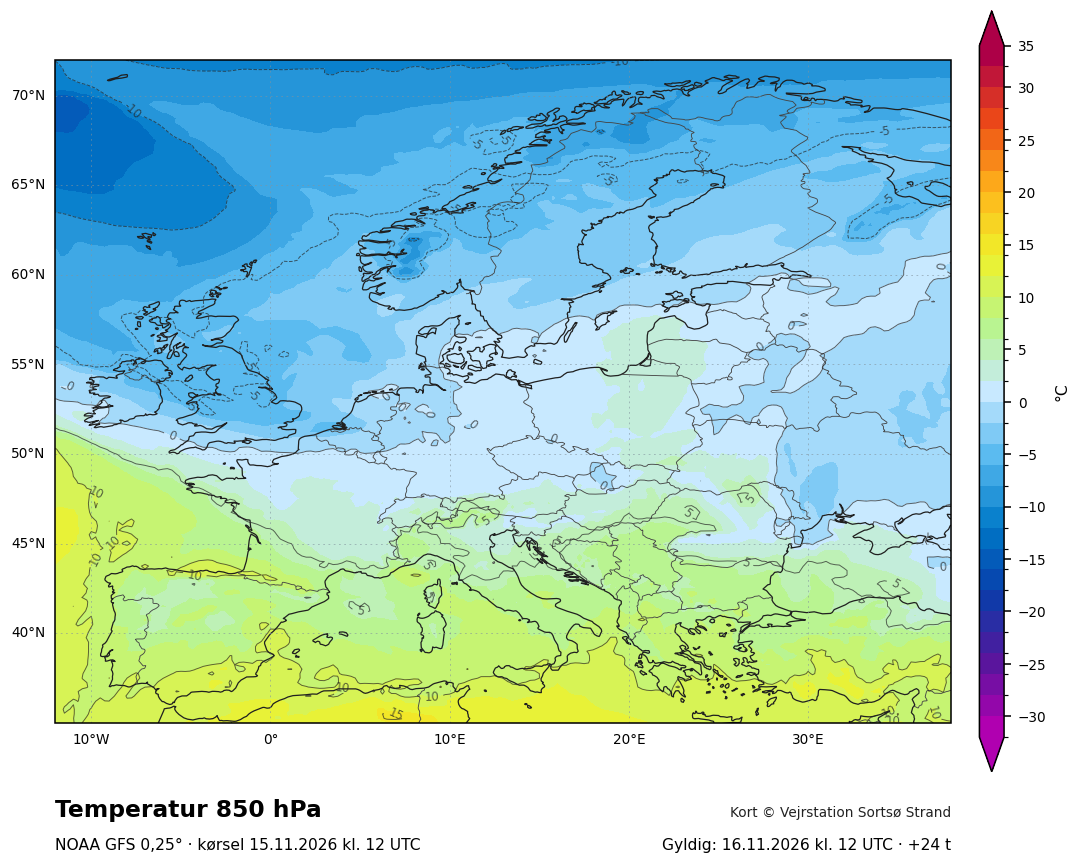 70°N
65°N
60°N
55°N
50°N
45°N
40°N
10°W
0°
10°E
20°E
30°E
35
30
25
20
15
10
5
0
−5
−10
−15
−20
−25
−30
°C
Temperatur 850 hPa
Kort © Vejrstation Sortsø Strand
NOAA GFS 0,25° · kørsel 15.11.2026 kl. 12 UTC
Gyldig: 16.11.2026 kl. 12 UTC · +24 t